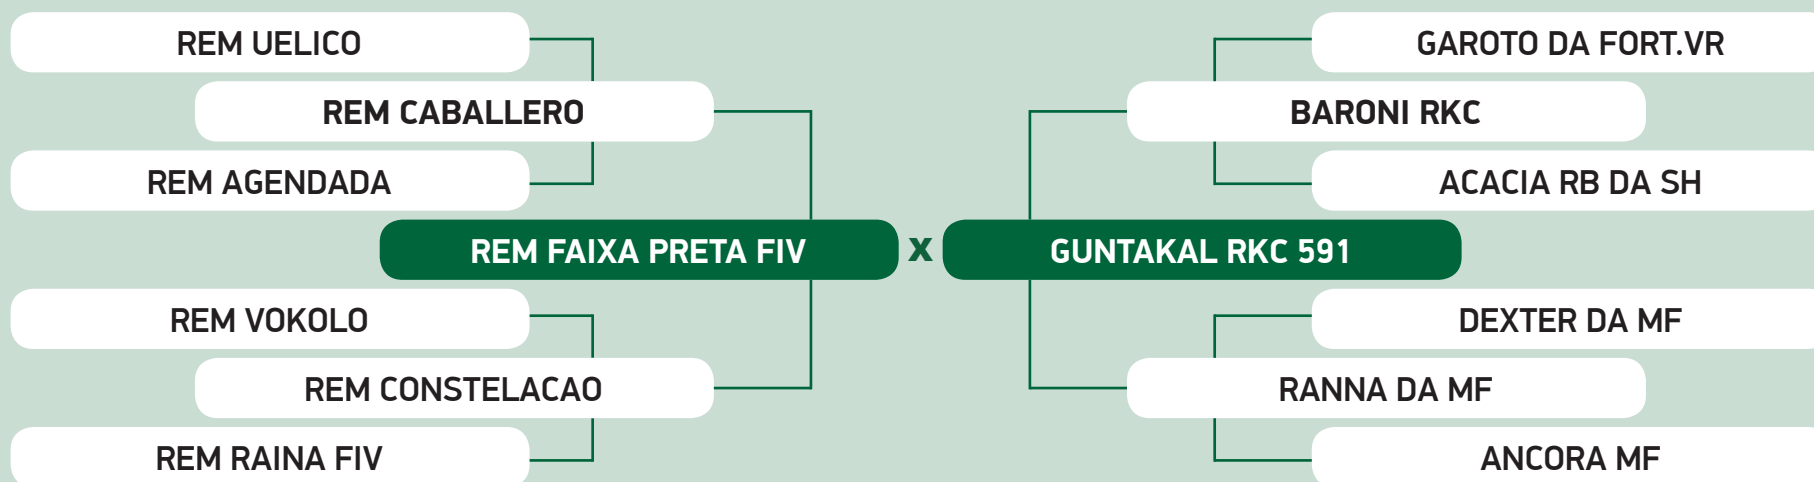 REM UELICO
GAROTO DA FORT.VR
REM CABALLERO
BARONI RKC
REM AGENDADA
ACACIA RB DA SH
REM FAIXA PRETA FIV
X
GUNTAKAL RKC 591
REM VOKOLO
DEXTER DA MF
REM CONSTELACAO
RANNA DA MF
REM RAINA FIV
ANCORA MF